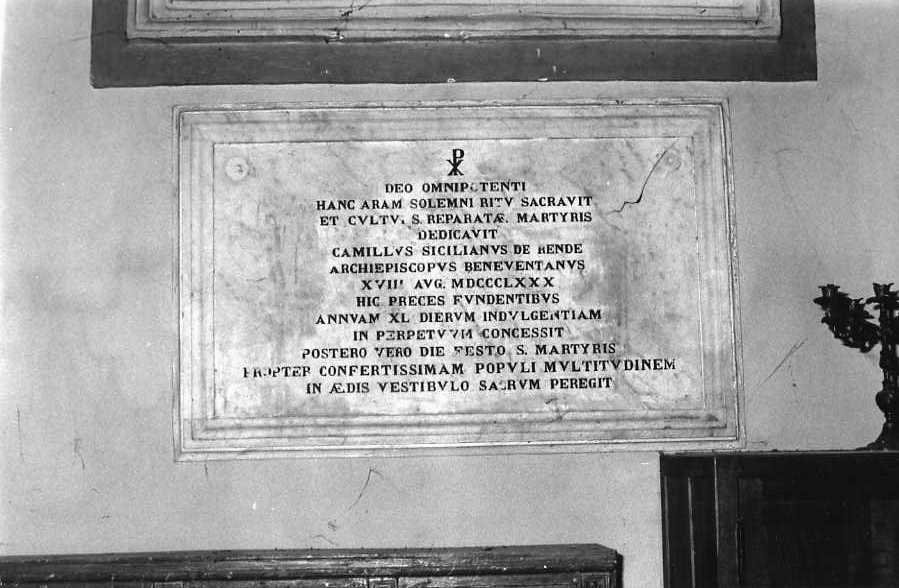 ☧
DEO OMNIPOTENTI
HANC ARAM SOLEMNI RITV SACRAVIT
ET CVLTVI S. REPARATÆ MARTYRIS
DEDICAVIT
CAMILLVS SICILIANVS DE RENDE
ARCHIEPISCOPVS BENEVENTANVS
XVIII AVG. MDCCCLXXX
HIC PRECES FVNDENTIBVS
ANNVAM XL DIERVM INDVLGENTIAM
IN PERPETVVM CONCESSIT
POSTERO VERO DIE FESTO S. MARTYRIS
PROPTER CONFERTISSIMAM POPVLI MVLTITVDINEM
IN ÆDIS VESTIBVLO SACRVM PEREGIT